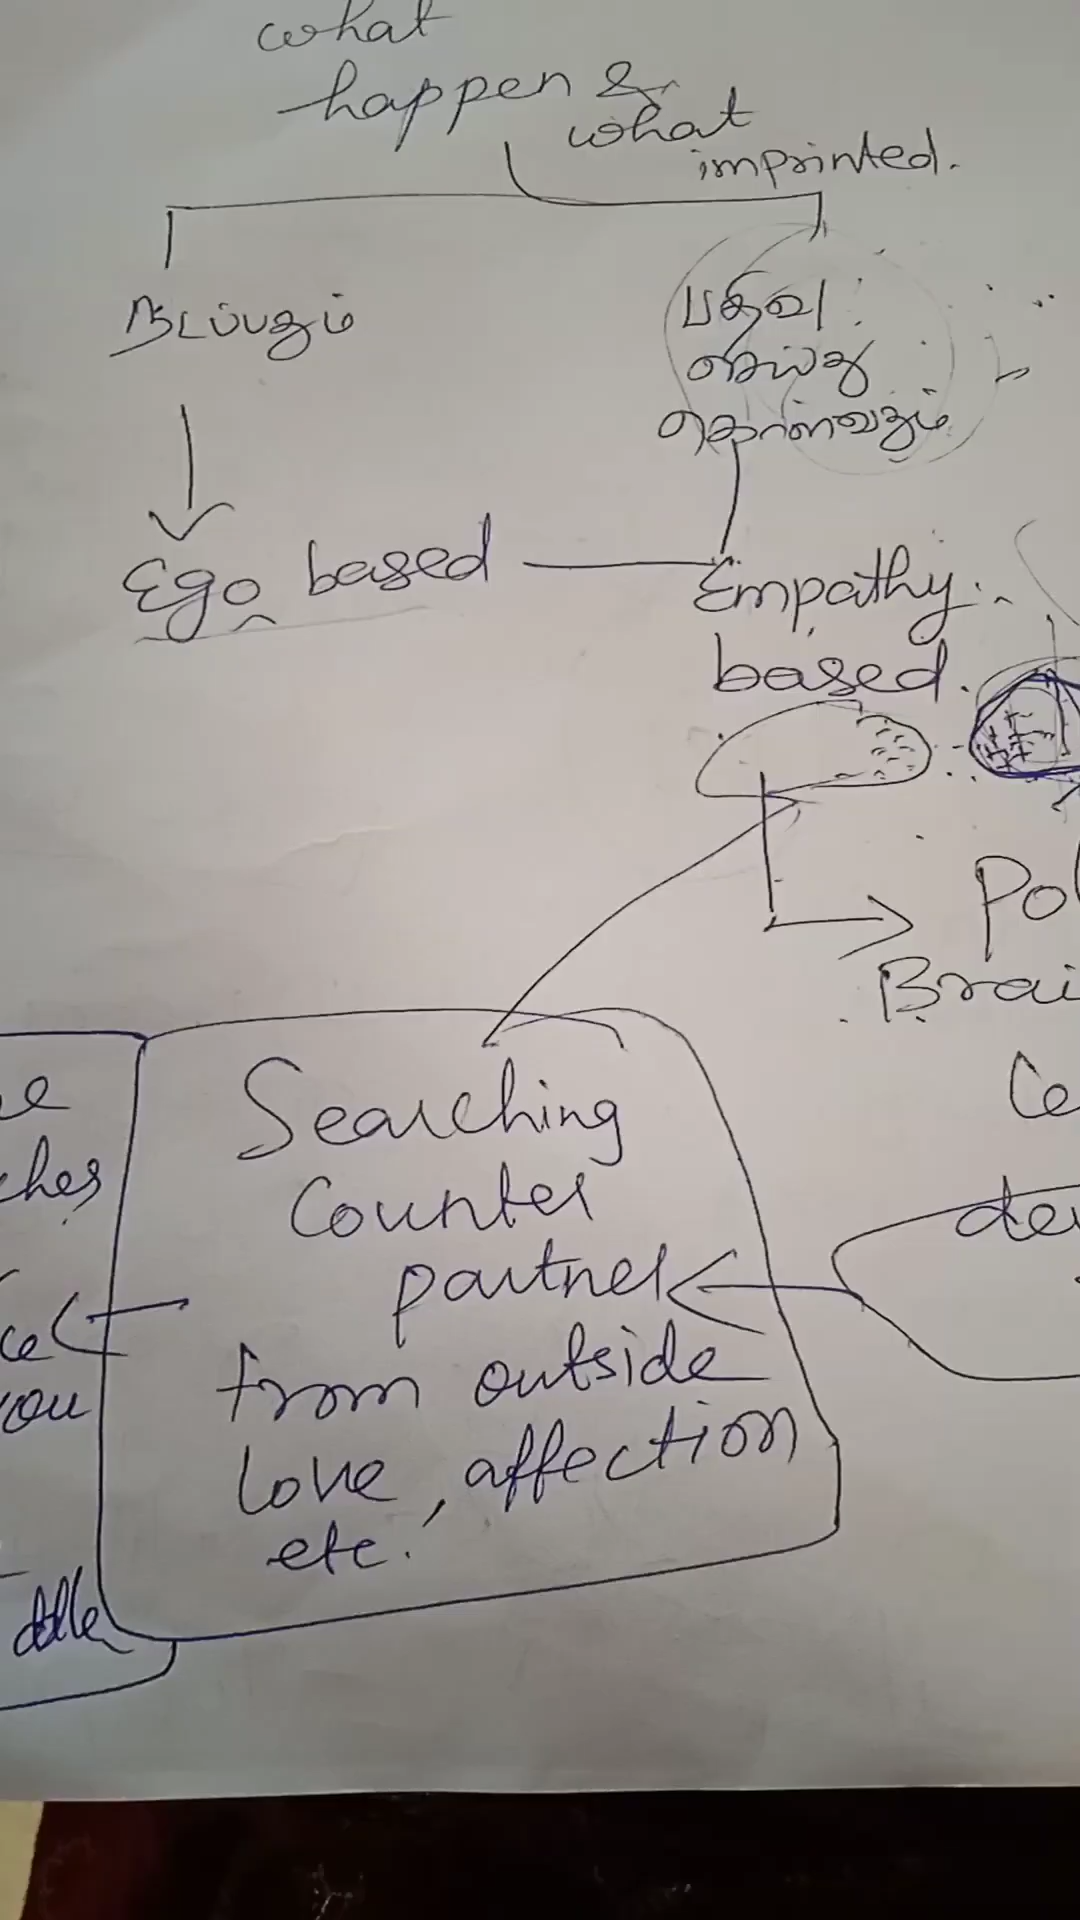 what
happen &
what
imprinted.
நடப்பதும்
பதிவு
செய்து
கொள்வதும்
Ego based
Empathy
based.
Searching
Counter
partner
from outside
love, affection
etc.